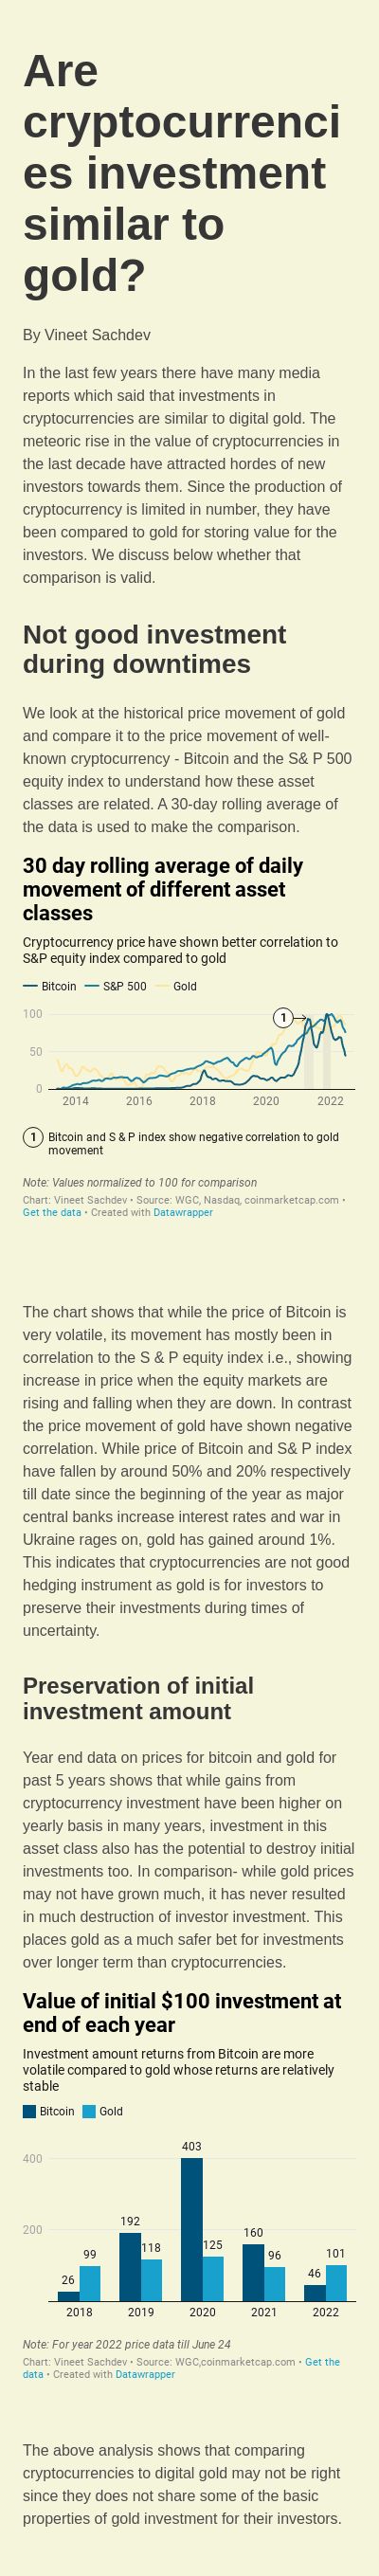 Are
cryptocurrenci
es investment
similar to
gold?
By Vineet Sachdev
In the last few years there have many media
reports which said that investments in
cryptocurrencies are similar to digital gold. The
meteoric rise in the value of cryptocurrencies in
the last decade have attracted hordes of new
investors towards them. Since the production of
cryptocurrency is limited in number, they have
been compared to gold for storing value for the
investors. We discuss below whether that
comparison is valid.
Not good investment
during downtimes
We look at the historical price movement of gold
and compare it to the price movement of well-
known cryptocurrency - Bitcoin and the S& P 500
equity index to understand how these asset
classes are related. A 30-day rolling average of
the data is used to make the comparison.
30 day rolling average of daily
movement of different asset
classes
Cryptocurrency price have shown better correlation to
S&P equity index compared to gold
Bitcoin S&P 500 Gold
100
1
50
0
2014 2016 2018 2020 2022
1 Bitcoin and S & P index show negative correlation to gold
movement
Note: Values normalized to 100 for comparison
Chart: Vineet Sachdev • Source: WGC, Nasdaq, coinmarketcap.com •
Get the data • Created with Datawrapper
The chart shows that while the price of Bitcoin is
very volatile, its movement has mostly been in
correlation to the S & P equity index i.e., showing
increase in price when the equity markets are
rising and falling when they are down. In contrast
the price movement of gold have shown negative
correlation. While price of Bitcoin and S& P index
have fallen by around 50% and 20% respectively
till date since the beginning of the year as major
central banks increase interest rates and war in
Ukraine rages on, gold has gained around 1%.
This indicates that cryptocurrencies are not good
hedging instrument as gold is for investors to
preserve their investments during times of
uncertainty.
Preservation of initial
investment amount
Year end data on prices for bitcoin and gold for
past 5 years shows that while gains from
cryptocurrency investment have been higher on
yearly basis in many years, investment in this
asset class also has the potential to destroy initial
investments too. In comparison- while gold prices
may not have grown much, it has never resulted
in much destruction of investor investment. This
places gold as a much safer bet for investments
over longer term than cryptocurrencies.
Value of initial $100 investment at
end of each year
Investment amount returns from Bitcoin are more
volatile compared to gold whose returns are relatively
stable
Bitcoin Gold
403
400
192
200
160
118 125
99 96 101
26 46
2018 2019 2020 2021 2022
Note: For year 2022 price data till June 24
Chart: Vineet Sachdev • Source: WGC,coinmarketcap.com • Get the
data • Created with Datawrapper
The above analysis shows that comparing
cryptocurrencies to digital gold may not be right
since they does not share some of the basic
properties of gold investment for their investors.